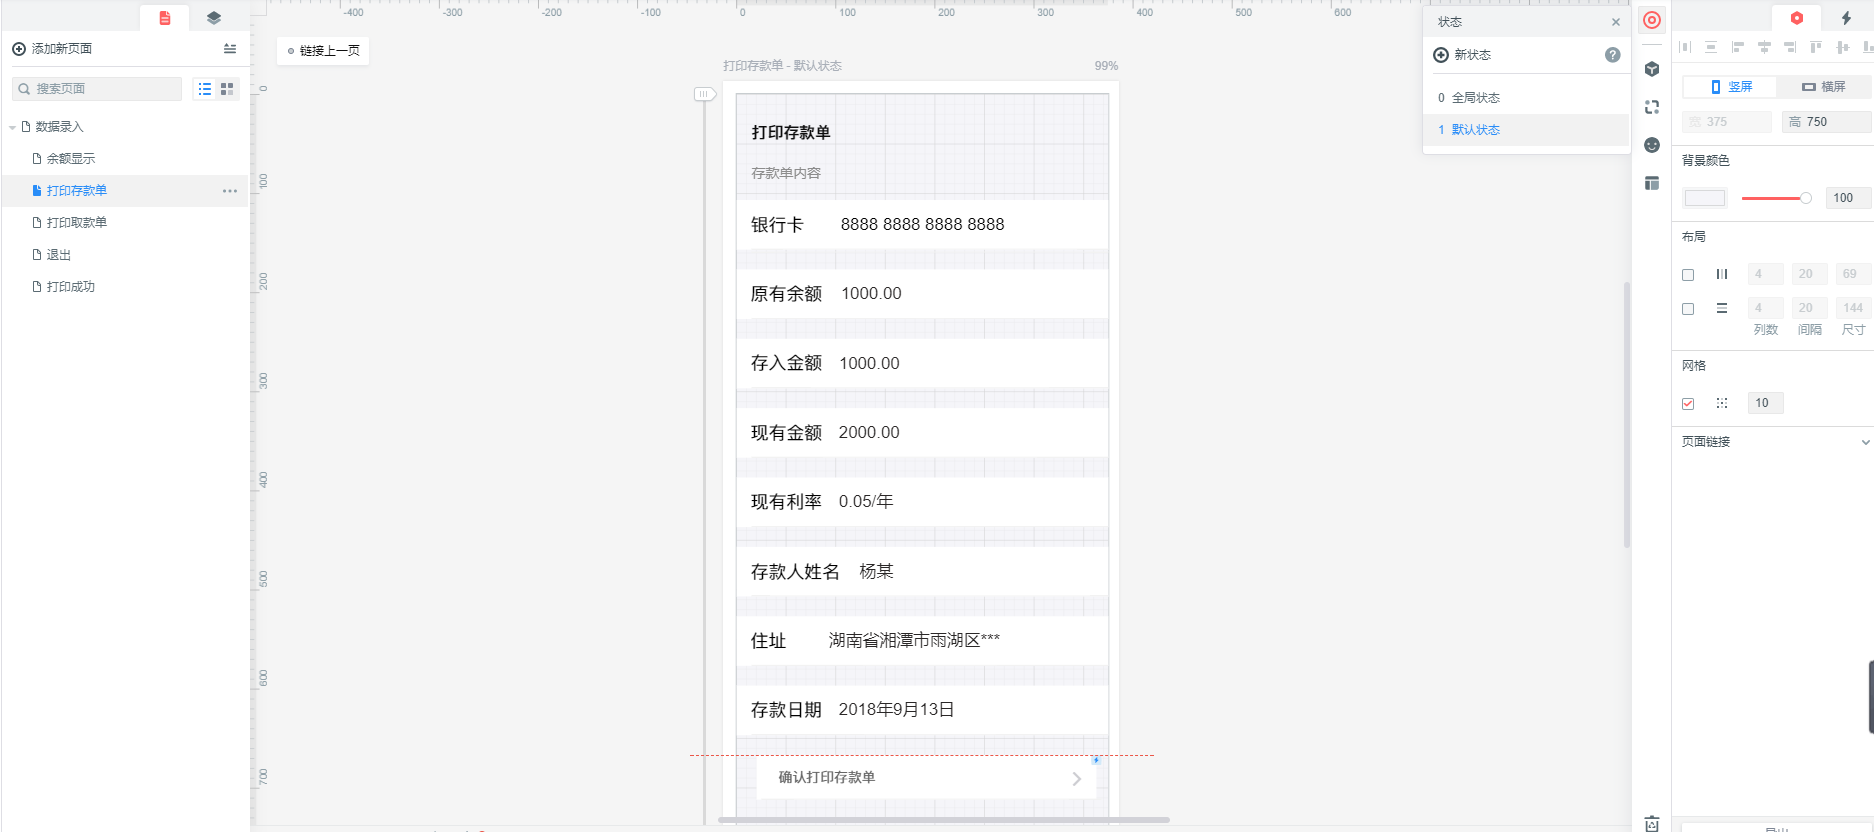 添加新页面
搜索页面
数据录入
余额显示
打印存款单
打印取款单
退出
打印成功
链接上一页
-400
-300
-200
-100
0
100
200
300
400
500
600
0
100
200
300
400
500
600
700
打印存款单 - 默认状态
99%
打印存款单
存款单内容
银行卡 8888 8888 8888 8888
原有余额 1000.00
存入金额 1000.00
现有金额 2000.00
现有利率 0.05/年
存款人姓名 杨某
住址 湖南省湘潭市雨湖区***
存款日期 2018年9月13日
确认打印存款单
状态
新状态
0 全局状态
1 默认状态
竖屏 横屏
宽 375 高 750
背景颜色
100
布局
4 20 69
4 20 144
列数 间隔 尺寸
网格
10
页面链接